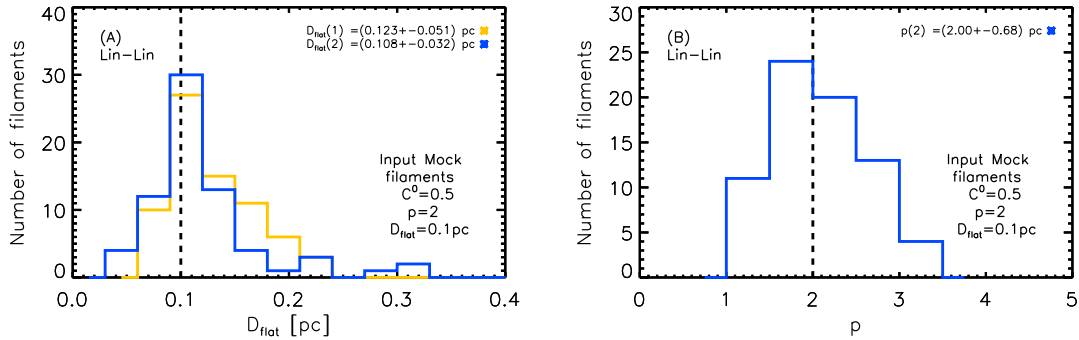 (A)
Lin-Lin
D_flat(1) =(0.123+-0.051) pc
D_flat(2) =(0.108+-0.032) pc
Input Mock
filaments
C⁰=0.5
p=2
D_flat=0.1pc
Number of filaments
40
30
20
10
0
0.0 0.1 0.2 0.3 0.4
D_flat [pc]
(B)
Lin-Lin
p(2) =(2.00+-0.68) pc
Input Mock
filaments
C⁰=0.5
p=2
D_flat=0.1pc
Number of filaments
30
25
20
15
10
5
0
0 1 2 3 4 5
p